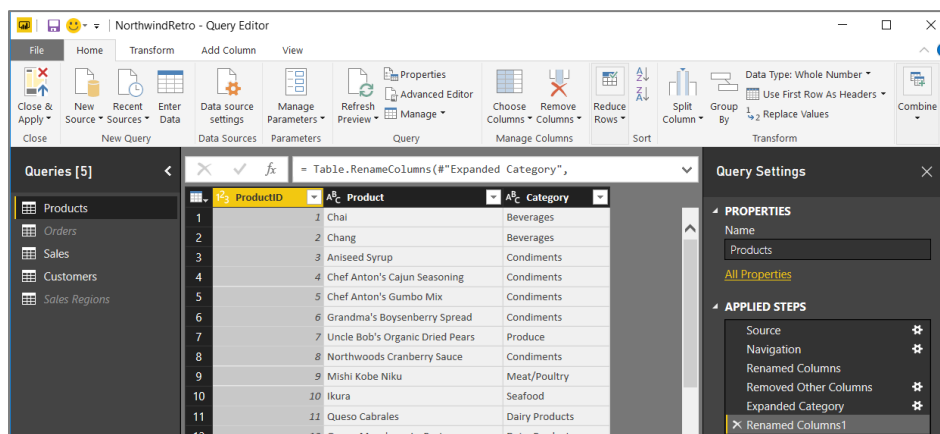 NorthwindRetro - Query Editor
File Home Transform Add Column View
Close & Apply
New Source
Recent Sources
Enter Data
Data source settings
Manage Parameters
Refresh Preview
Properties
Advanced Editor
Manage
Choose Columns
Remove Columns
Reduce Rows
Split Column
Group By
Data Type: Whole Number
Use First Row As Headers
Replace Values
Combine
Close New Query Data Sources Parameters Query Manage Columns Sort Transform
Queries [5]
Products
Orders
Sales
Customers
Sales Regions
fx = Table.RenameColumns(#"Expanded Category",
ProductID Product Category
1 1 Chai Beverages
2 2 Chang Beverages
3 3 Aniseed Syrup Condiments
4 4 Chef Anton's Cajun Seasoning Condiments
5 5 Chef Anton's Gumbo Mix Condiments
6 6 Grandma's Boysenberry Spread Condiments
7 7 Uncle Bob's Organic Dried Pears Produce
8 8 Northwoods Cranberry Sauce Condiments
9 9 Mishi Kobe Niku Meat/Poultry
10 10 Ikura Seafood
11 11 Queso Cabrales Dairy Products
Query Settings
PROPERTIES
Name
Products
All Properties
APPLIED STEPS
Source
Navigation
Renamed Columns
Removed Other Columns
Expanded Category
Renamed Columns1